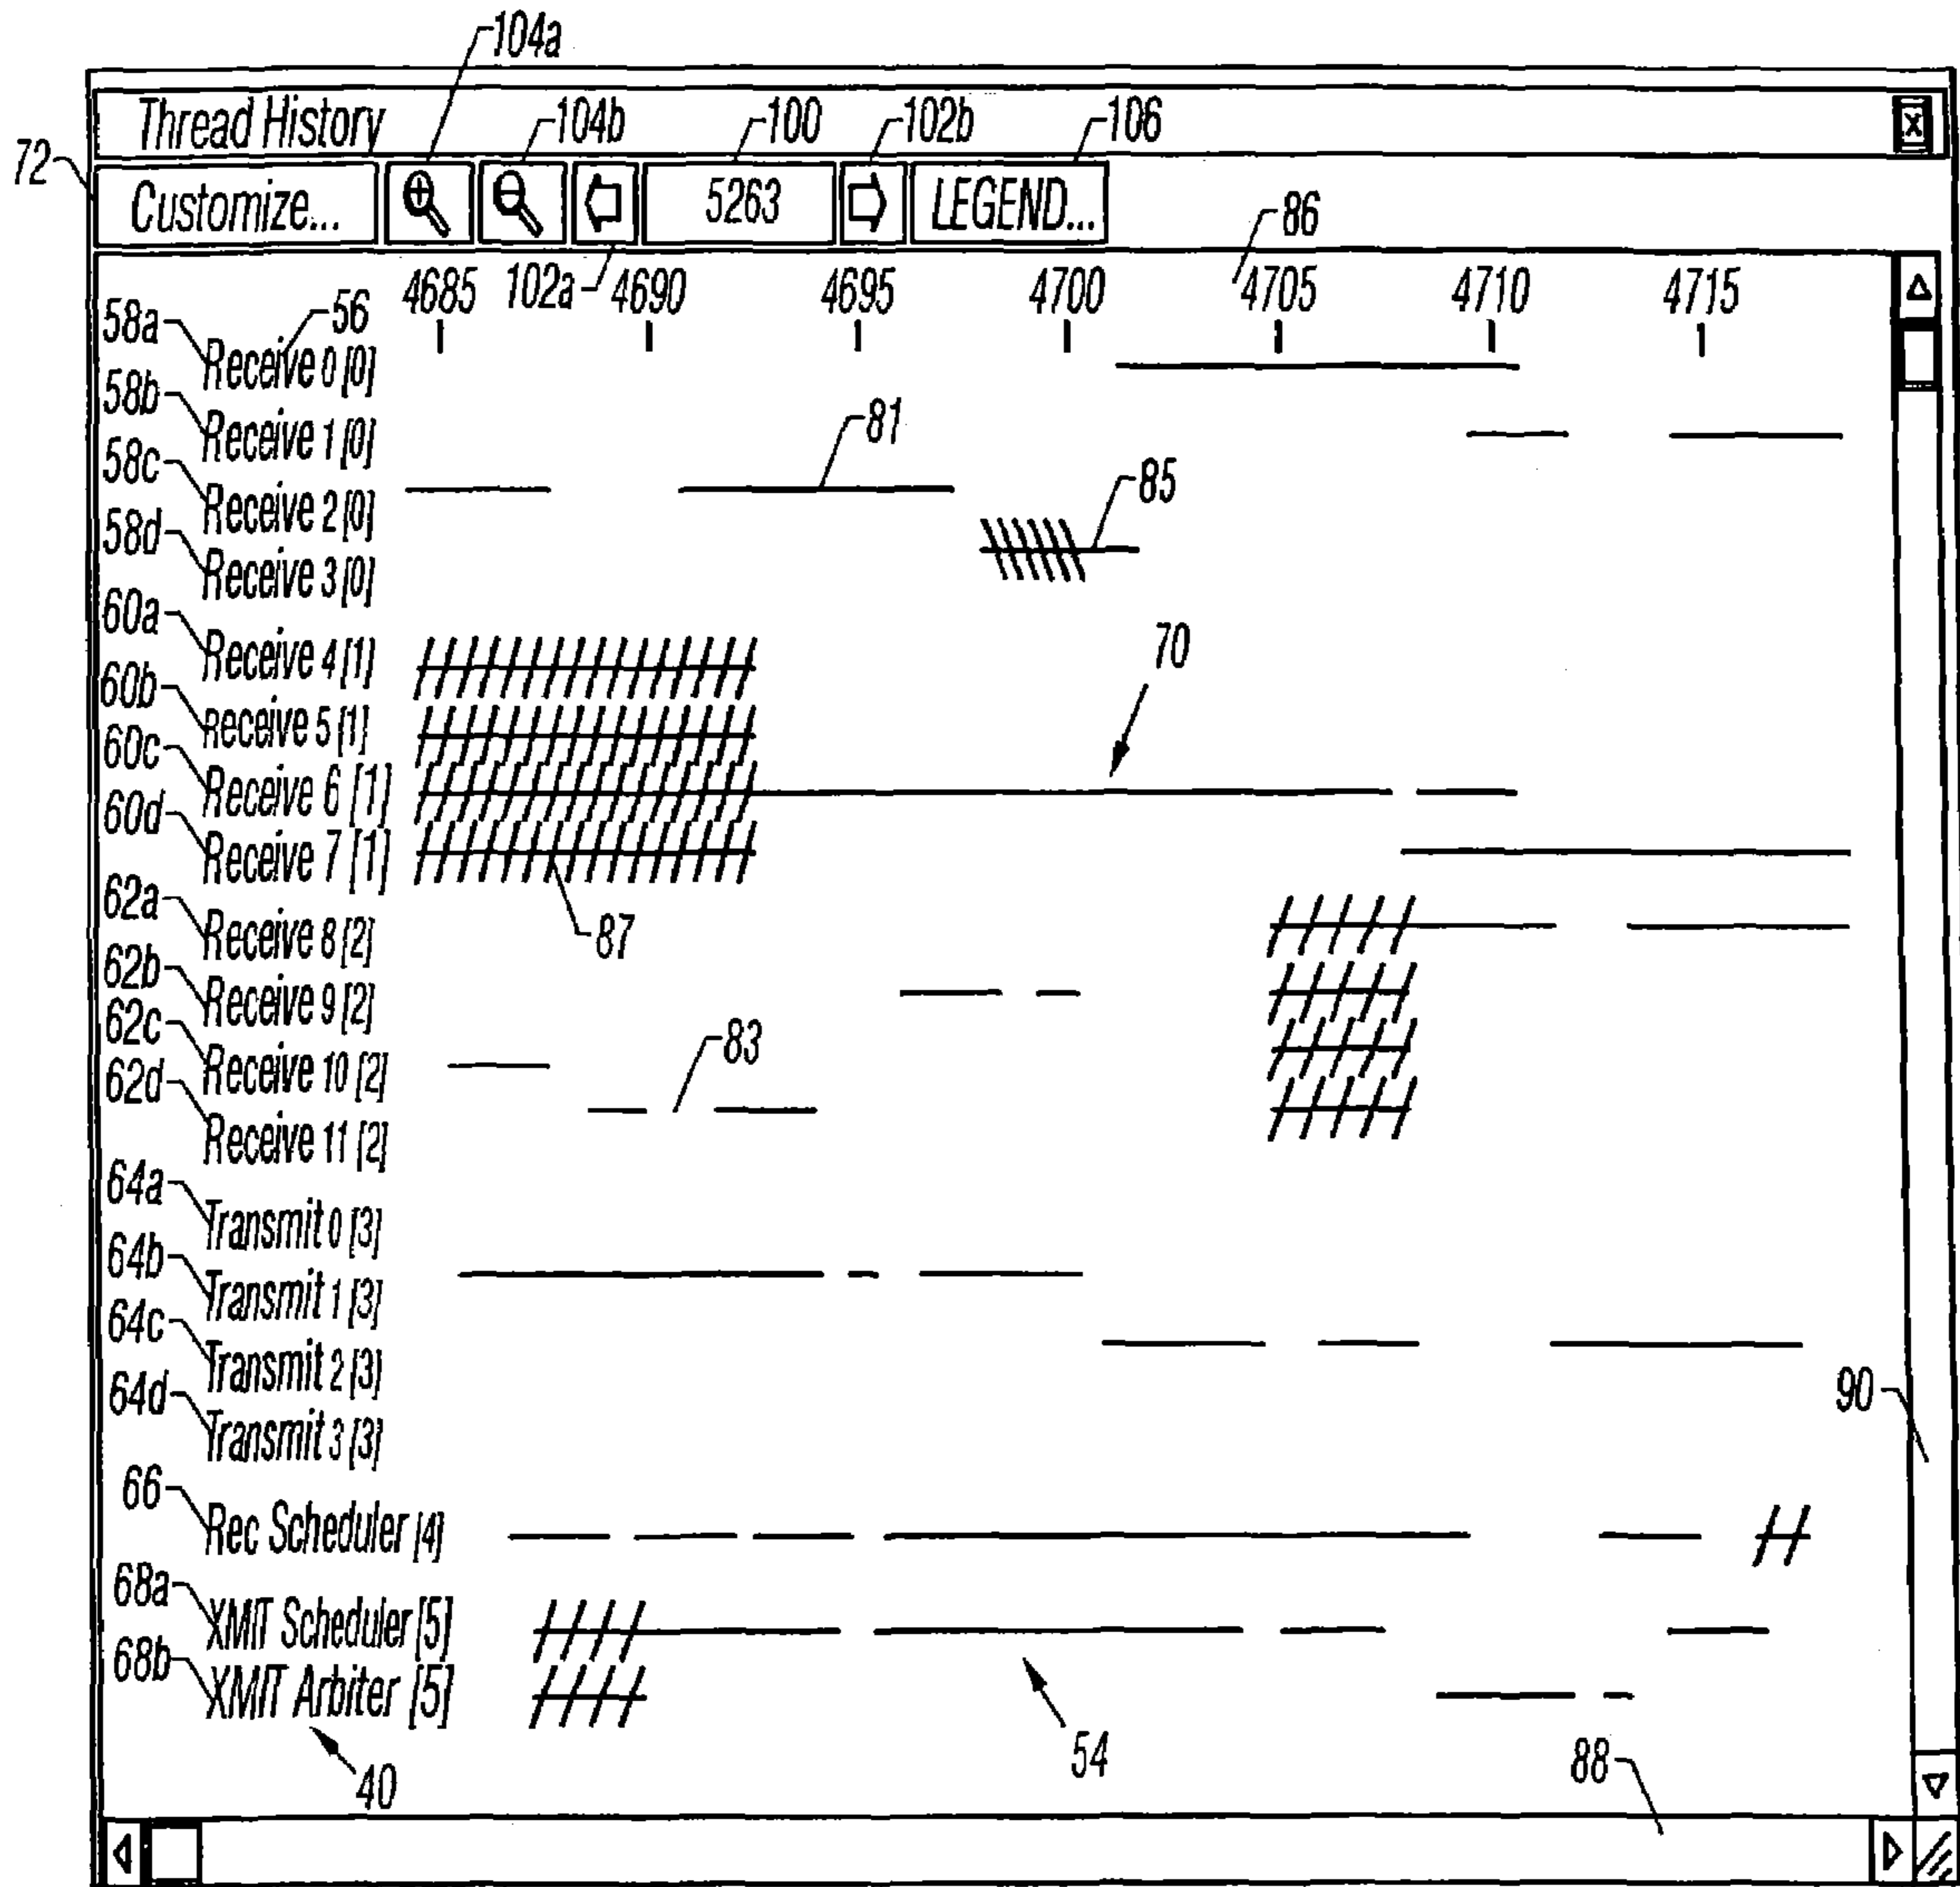 104a
Thread History 104b 100 102b 106 X
72
Customize... 5263 LEGEND...
86
4685 102a 4690 4695 4700 4705 4710 4715
58a 56
Receive 0 [0]
58b
Receive 1 [0]
81
58c
Receive 2 [0]
85
58d
Receive 3 [0]
60a
Receive 4 [1]
70
60b
Receive 5 [1]
60c
Receive 6 [1]
60d
Receive 7 [1]
62a
Receive 8 [2]
87
62b
Receive 9 [2]
62c
83
Receive 10 [2]
62d
Receive 11 [2]
64a
Transmit 0 [3]
64b
Transmit 1 [3]
64c
Transmit 2 [3]
64d
90
Transmit 3 [3]
66
Rec Scheduler [4]
68a
XMIT Scheduler [5]
68b
XMIT Arbiter [5]
54
88
40